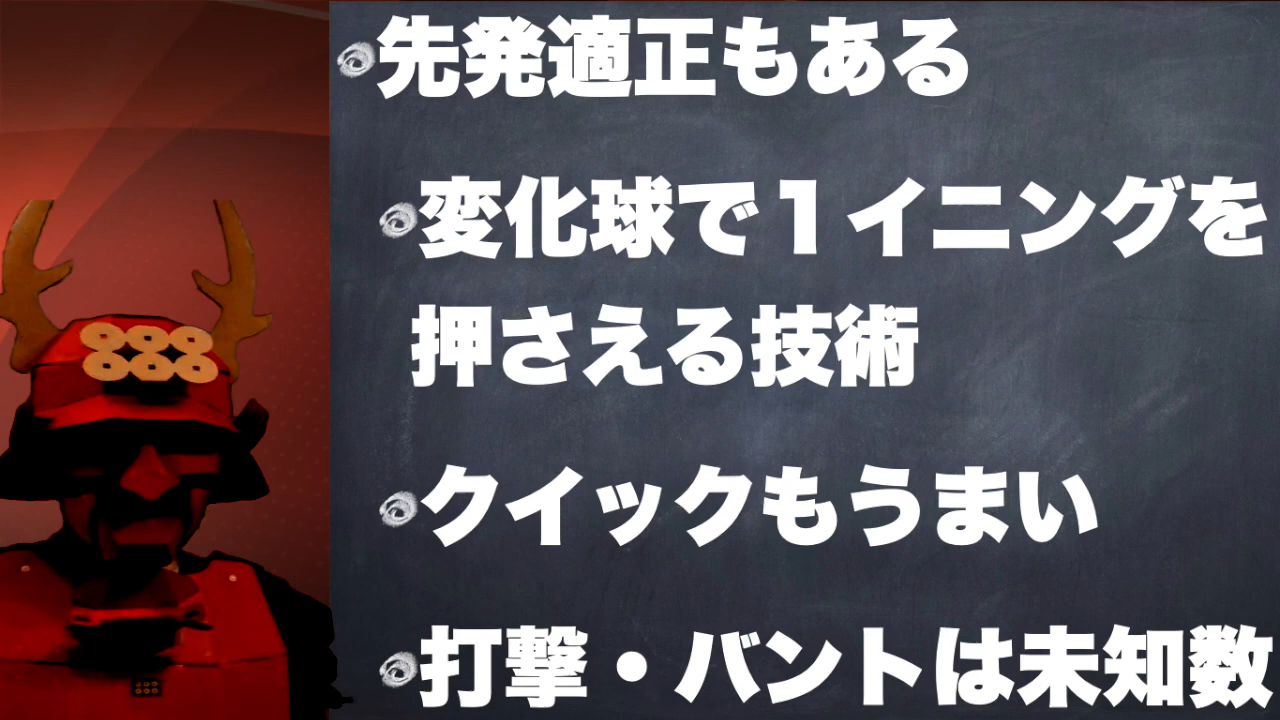 先発適正もある
変化球で１イニングを
押さえる技術
クイックもうまい
打撃・バントは未知数